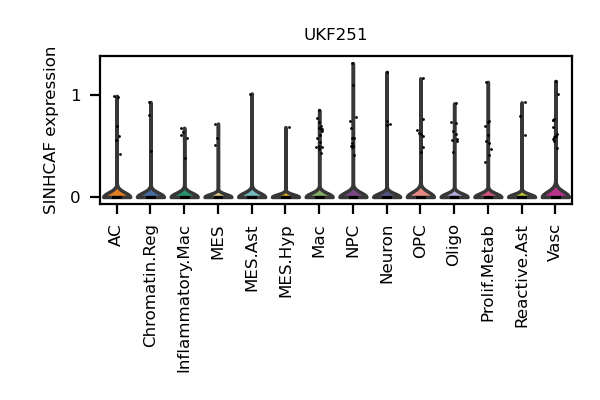 UKF251
SINHCAF expression
1
0
AC
Chromatin.Reg
Inflammatory.Mac
MES
MES.Ast
MES.Hyp
Mac
NPC
Neuron
OPC
Oligo
Prolif.Metab
Reactive.Ast
Vasc